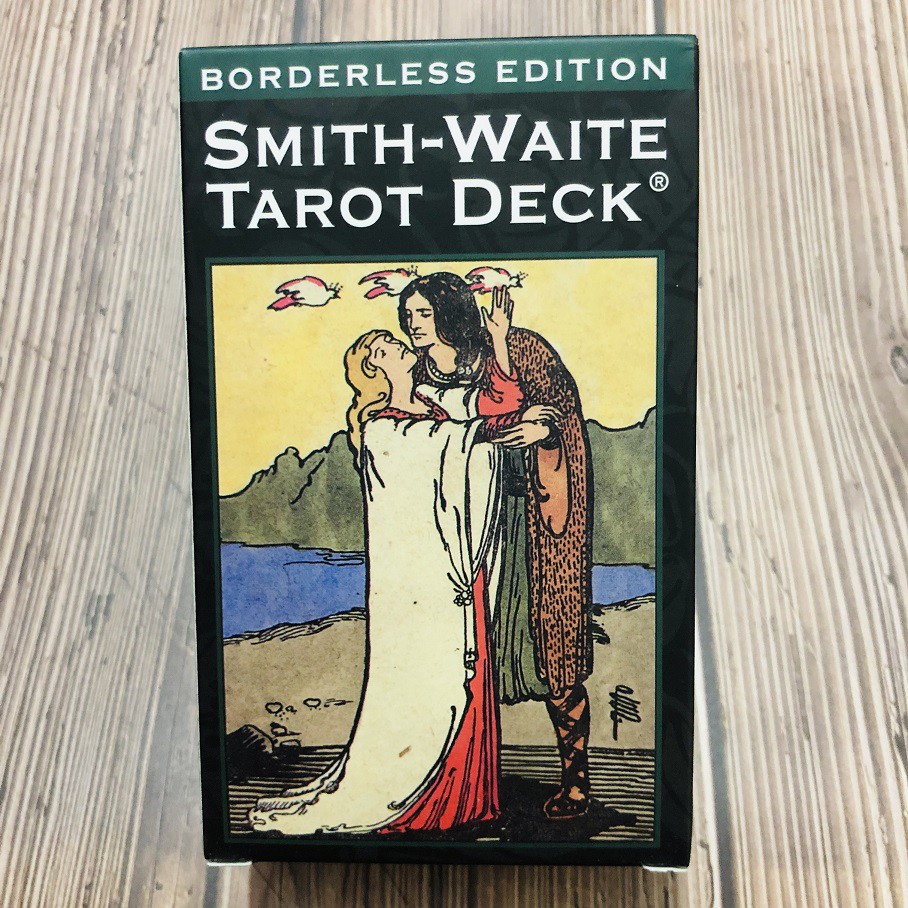 BORDERLESS EDITION
SMITH-WAITE
TAROT DECK®